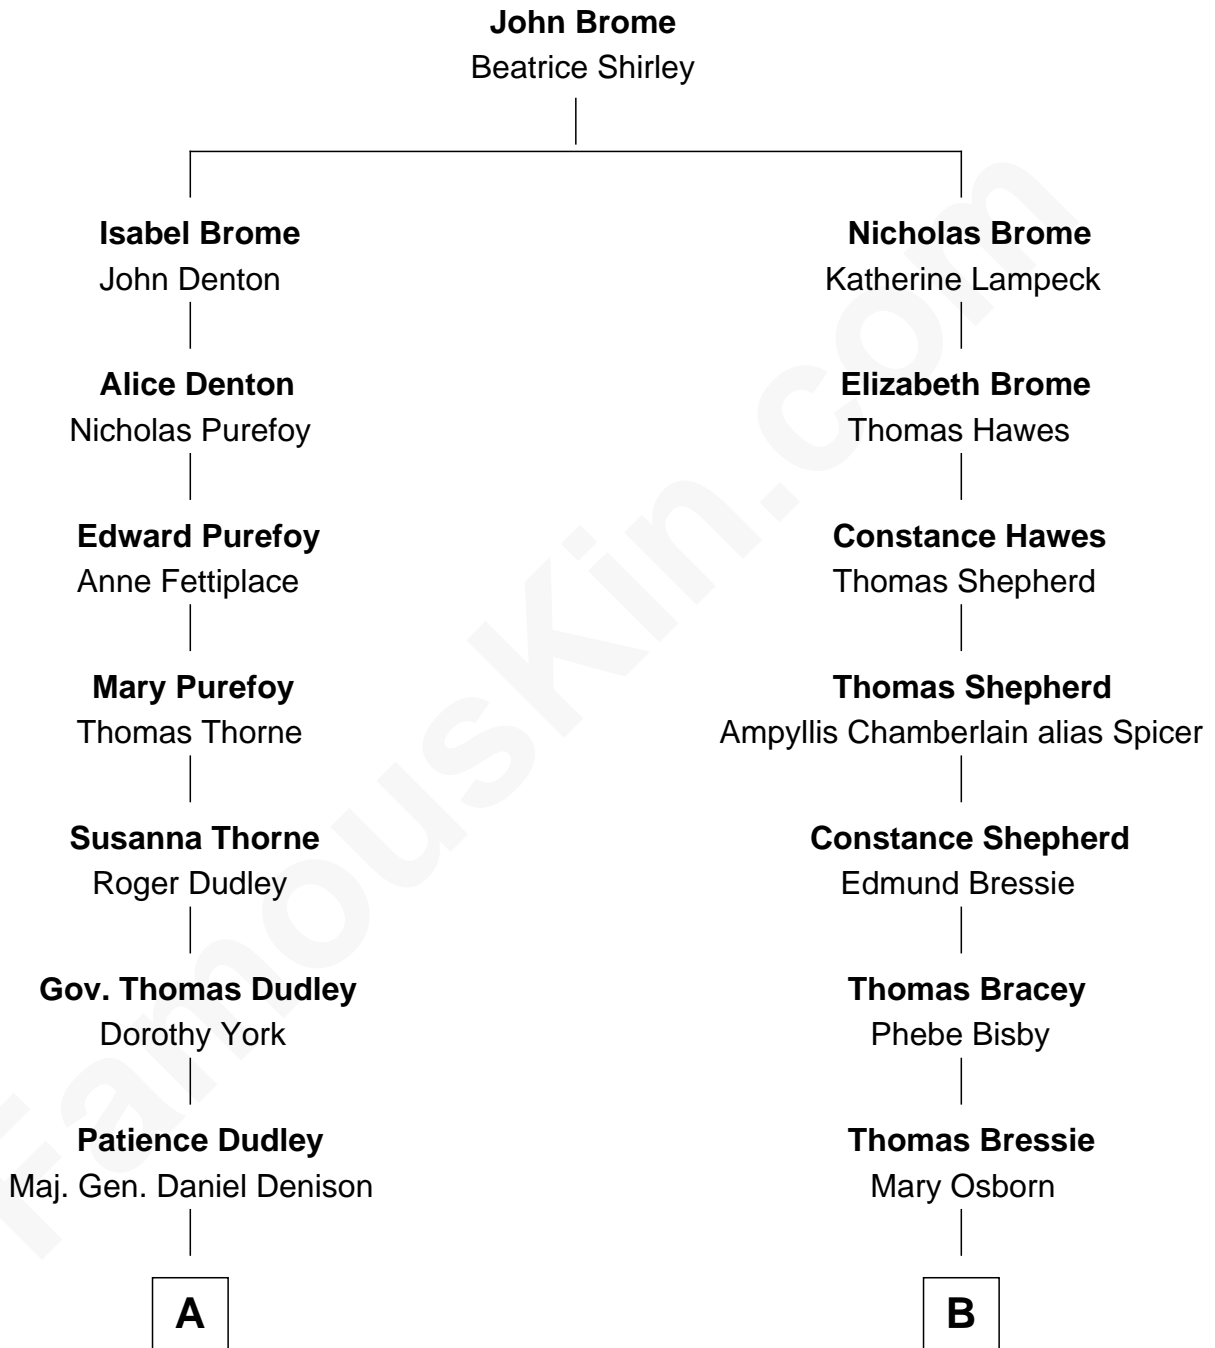 John Brome
Beatrice Shirley
Isabel Brome
John Denton
Alice Denton
Nicholas Purefoy
Edward Purefoy
Anne Fettiplace
Mary Purefoy
Thomas Thorne
Susanna Thorne
Roger Dudley
Gov. Thomas Dudley
Dorothy York
Patience Dudley
Maj. Gen. Daniel Denison
A
Nicholas Brome
Katherine Lampeck
Elizabeth Brome
Thomas Hawes
Constance Hawes
Thomas Shepherd
Thomas Shepherd
Ampyllis Chamberlain alias Spicer
Constance Shepherd
Edmund Bressie
Thomas Bracey
Phebe Bisby
Thomas Bressie
Mary Osborn
B
FamousKin.com